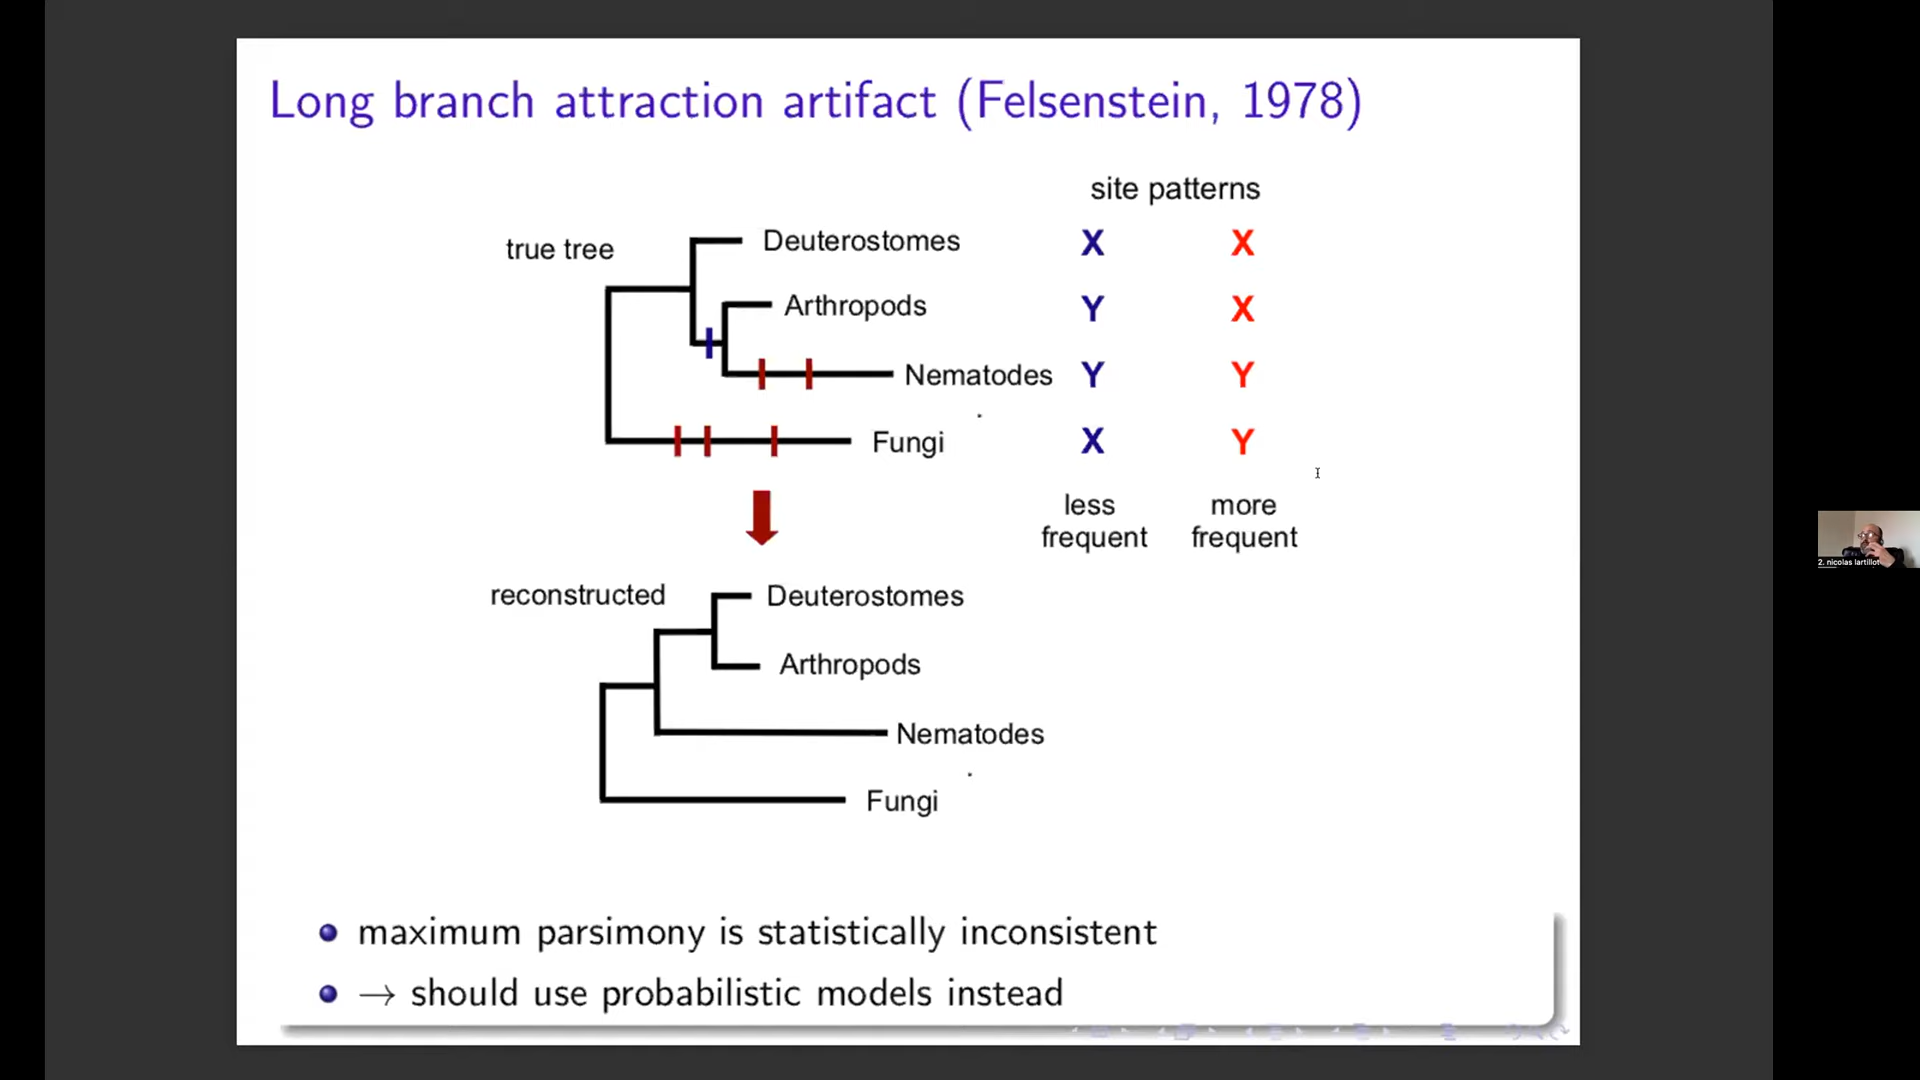 Long branch attraction artifact (Felsenstein, 1978)
site patterns
true tree
Deuterostomes X X
Arthropods Y X
Nematodes Y Y
Fungi X Y
less frequent
more frequent
reconstructed
Deuterostomes
Arthropods
Nematodes
Fungi
maximum parsimony is statistically inconsistent
→ should use probabilistic models instead
2. nicolas lartillot